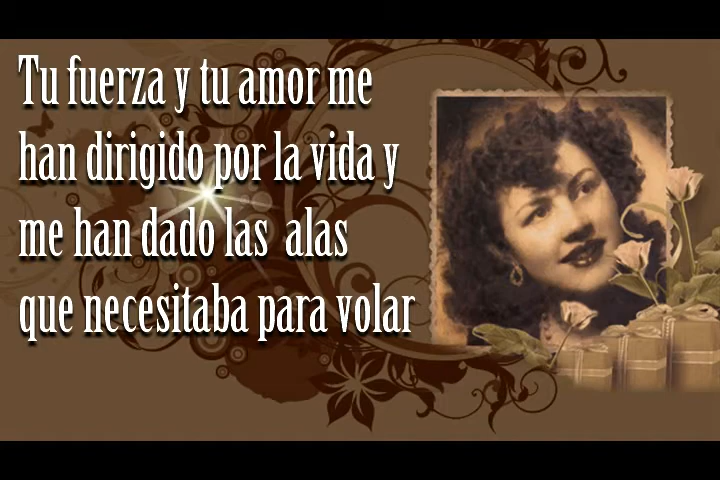 Tu fuerza y tu amor me
han dirigido por la vida y
me han dado las  alas
que necesitaba para volar